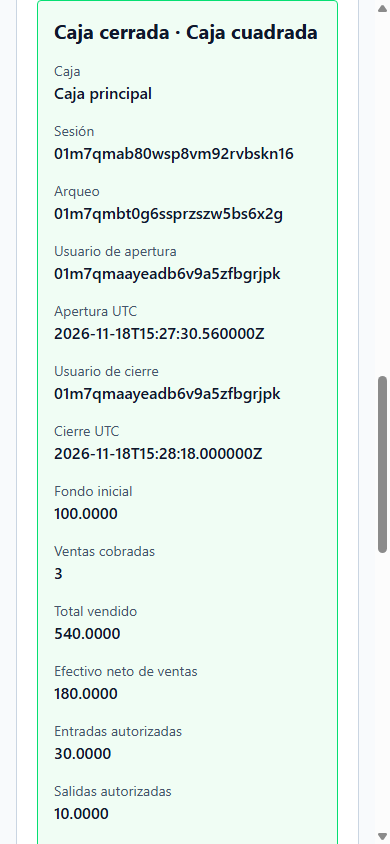 Caja cerrada · Caja cuadrada
Caja
Caja principal
Sesión
01m7qmab80wsp8vm92rvbskn16
Arqueo
01m7qmbt0g6ssprzszw5bs6x2g
Usuario de apertura
01m7qmaayeadb6v9a5zfbgrjpk
Apertura UTC
2026-11-18T15:27:30.560000Z
Usuario de cierre
01m7qmaayeadb6v9a5zfbgrjpk
Cierre UTC
2026-11-18T15:28:18.000000Z
Fondo inicial
100.0000
Ventas cobradas
3
Total vendido
540.0000
Efectivo neto de ventas
180.0000
Entradas autorizadas
30.0000
Salidas autorizadas
10.0000